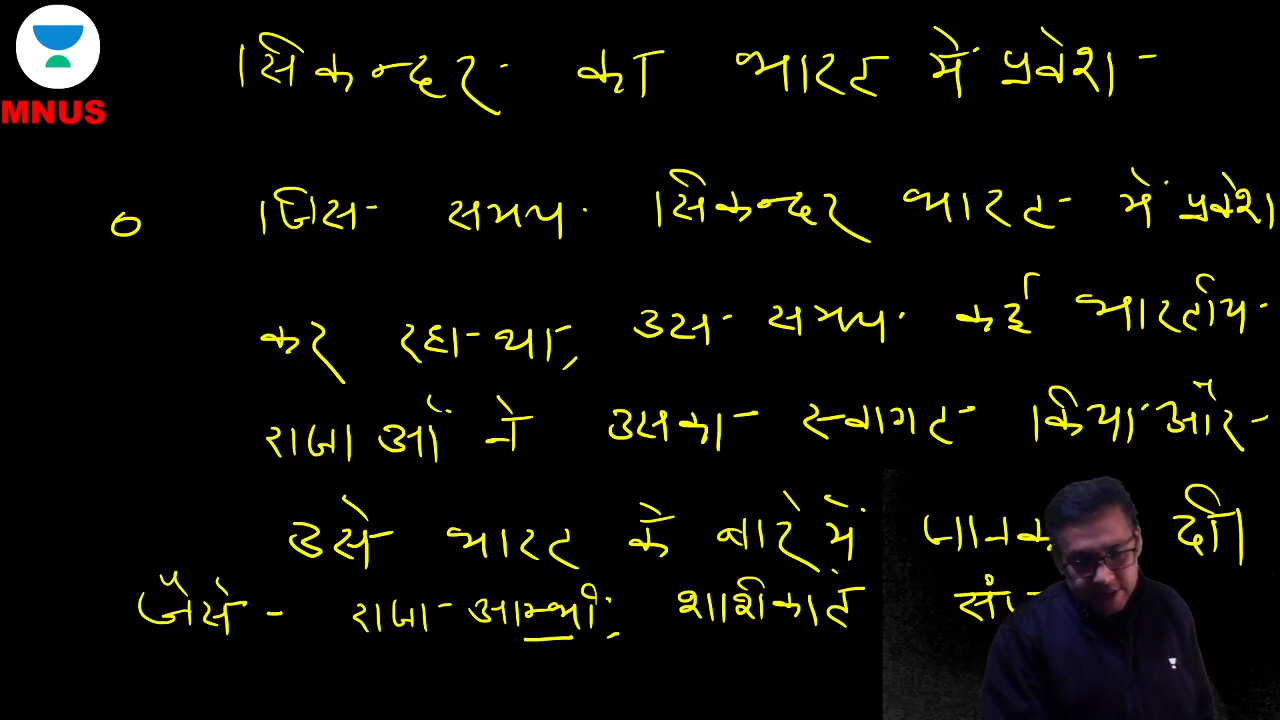 MNUS
सिकन्दर का भारत में प्रवेश -
० जिस समय सिकन्दर भारत में प्रवेश
कर रहा था, उस समय कई भारतीय
राजाओं ने उसका स्वागत किया और
उसे भारत के बारे में दी।
जैसे - राजा आम्भी, शशिकांत